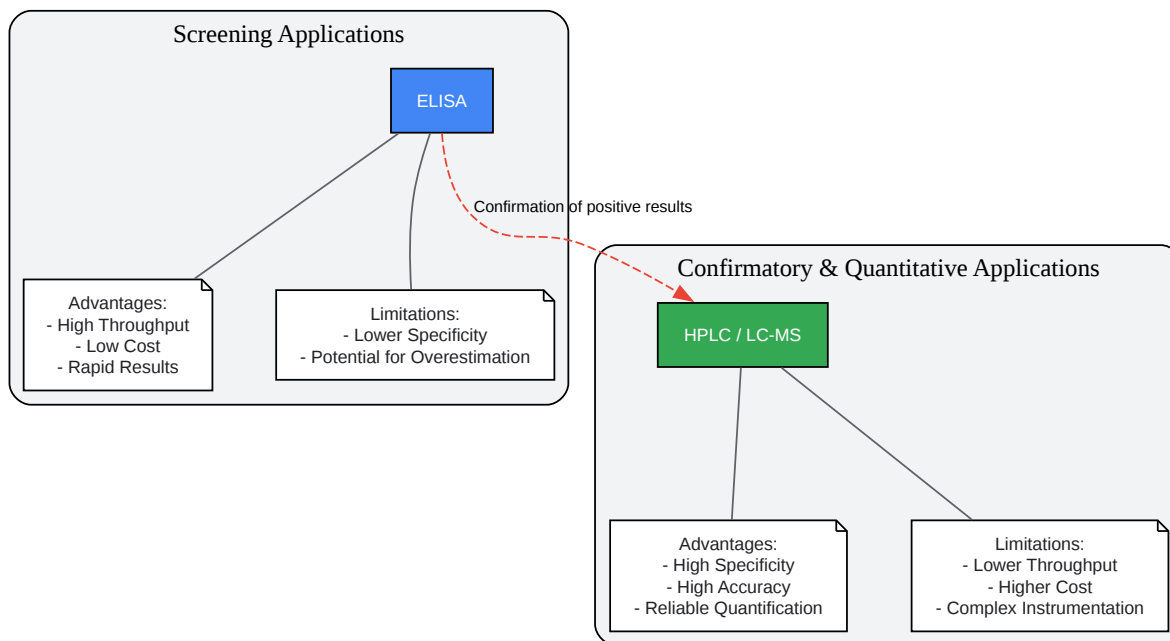 Screening Applications
ELISA
Confirmation of positive results
Advantages:
- High Throughput
- Low Cost
- Rapid Results
Limitations:
- Lower Specificity
- Potential for Overestimation
Confirmatory & Quantitative Applications
HPLC / LC-MS
Advantages:
- High Specificity
- High Accuracy
- Reliable Quantification
Limitations:
- Lower Throughput
- Higher Cost
- Complex Instrumentation